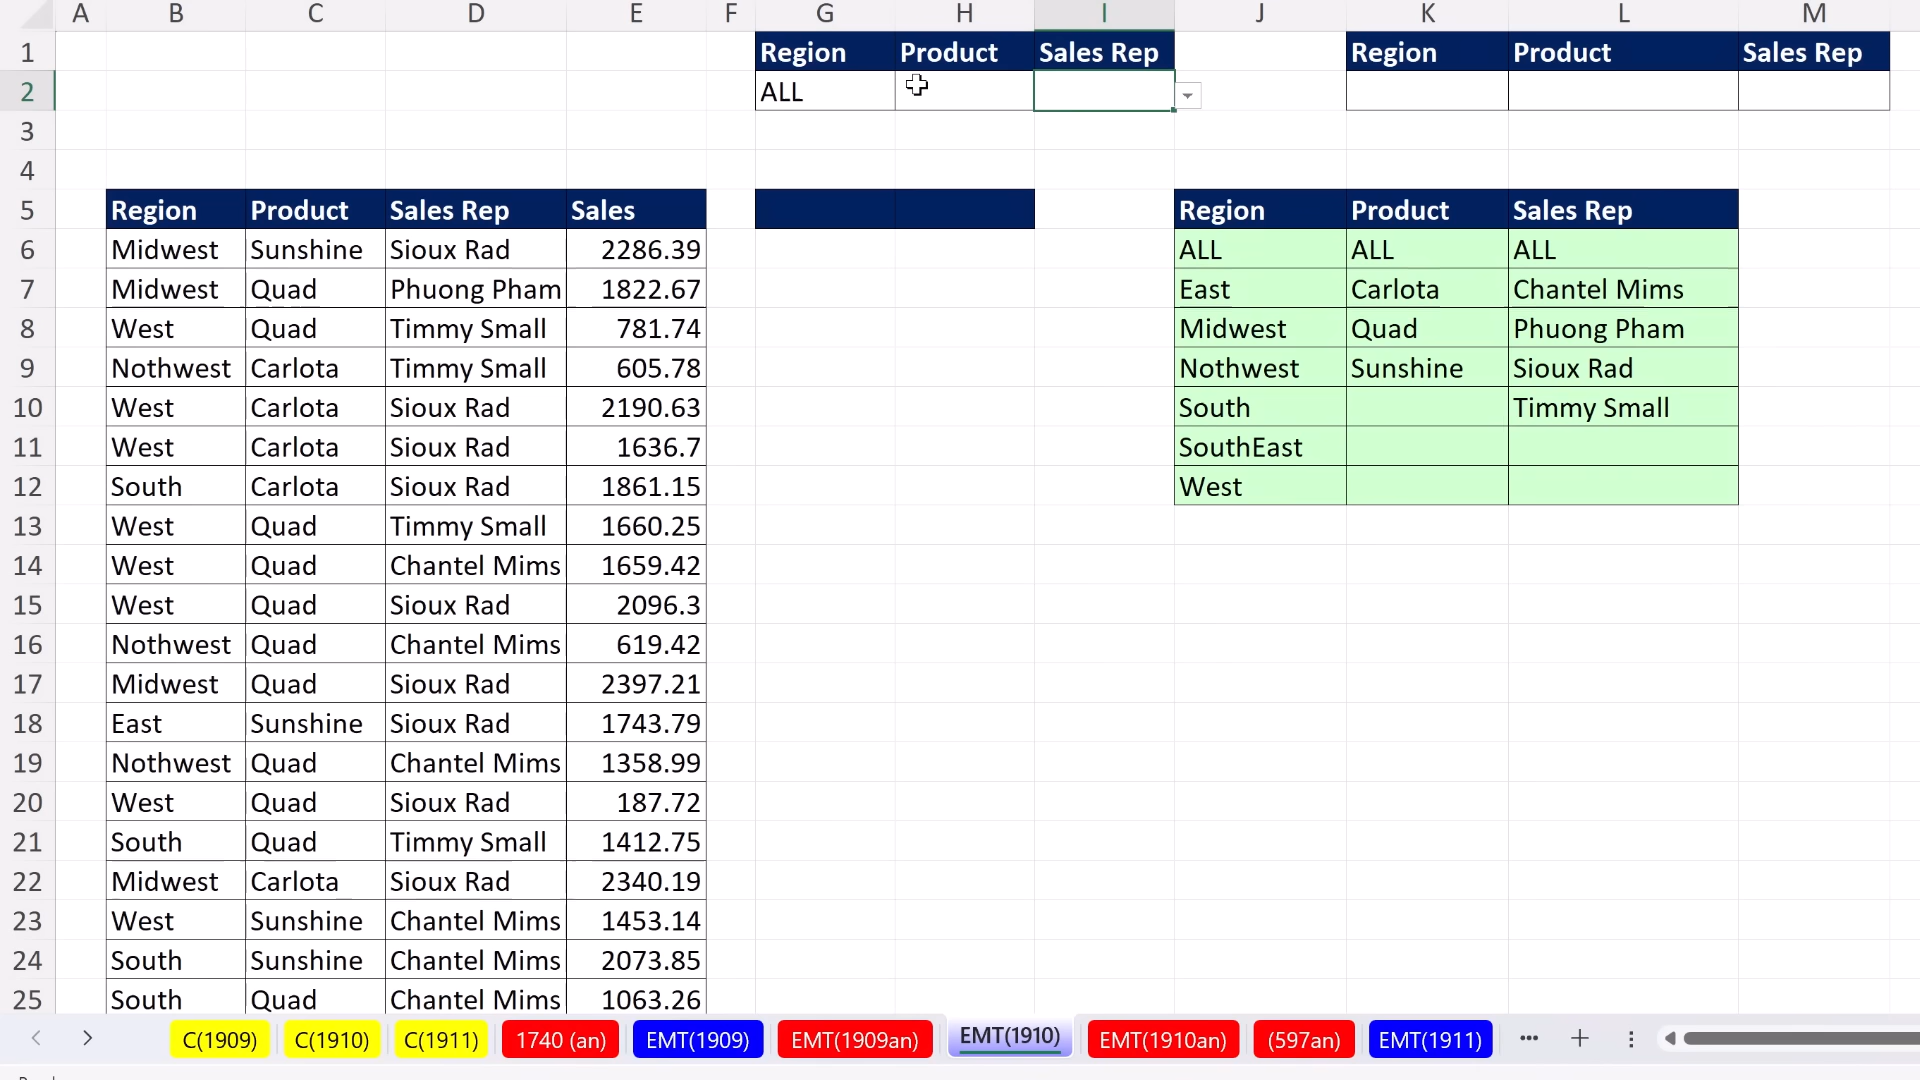 A B C D E F G H I J K L M
1 Region Product Sales Rep Region Product Sales Rep
2 ALL
3
4
5 Region Product Sales Rep Sales Region Product Sales Rep
6 Midwest Sunshine Sioux Rad 2286.39 ALL ALL ALL
7 Midwest Quad Phuong Pham 1822.67 East Carlota Chantel Mims
8 West Quad Timmy Small 781.74 Midwest Quad Phuong Pham
9 Nothwest Carlota Timmy Small 605.78 Nothwest Sunshine Sioux Rad
10 West Carlota Sioux Rad 2190.63 South Timmy Small
11 West Carlota Sioux Rad 1636.7 SouthEast
12 South Carlota Sioux Rad 1861.15 West
13 West Quad Timmy Small 1660.25
14 West Quad Chantel Mims 1659.42
15 West Quad Sioux Rad 2096.3
16 Nothwest Quad Chantel Mims 619.42
17 Midwest Quad Sioux Rad 2397.21
18 East Sunshine Sioux Rad 1743.79
19 Nothwest Quad Chantel Mims 1358.99
20 West Quad Sioux Rad 187.72
21 South Quad Timmy Small 1412.75
22 Midwest Carlota Sioux Rad 2340.19
23 West Sunshine Chantel Mims 1453.14
24 South Sunshine Chantel Mims 2073.85
25 South Quad Chantel Mims 1063.26
C(1909) C(1910) C(1911) 1740 (an) EMT(1909) EMT(1909an) EMT(1910) EMT(1910an) (597an) EMT(1911)